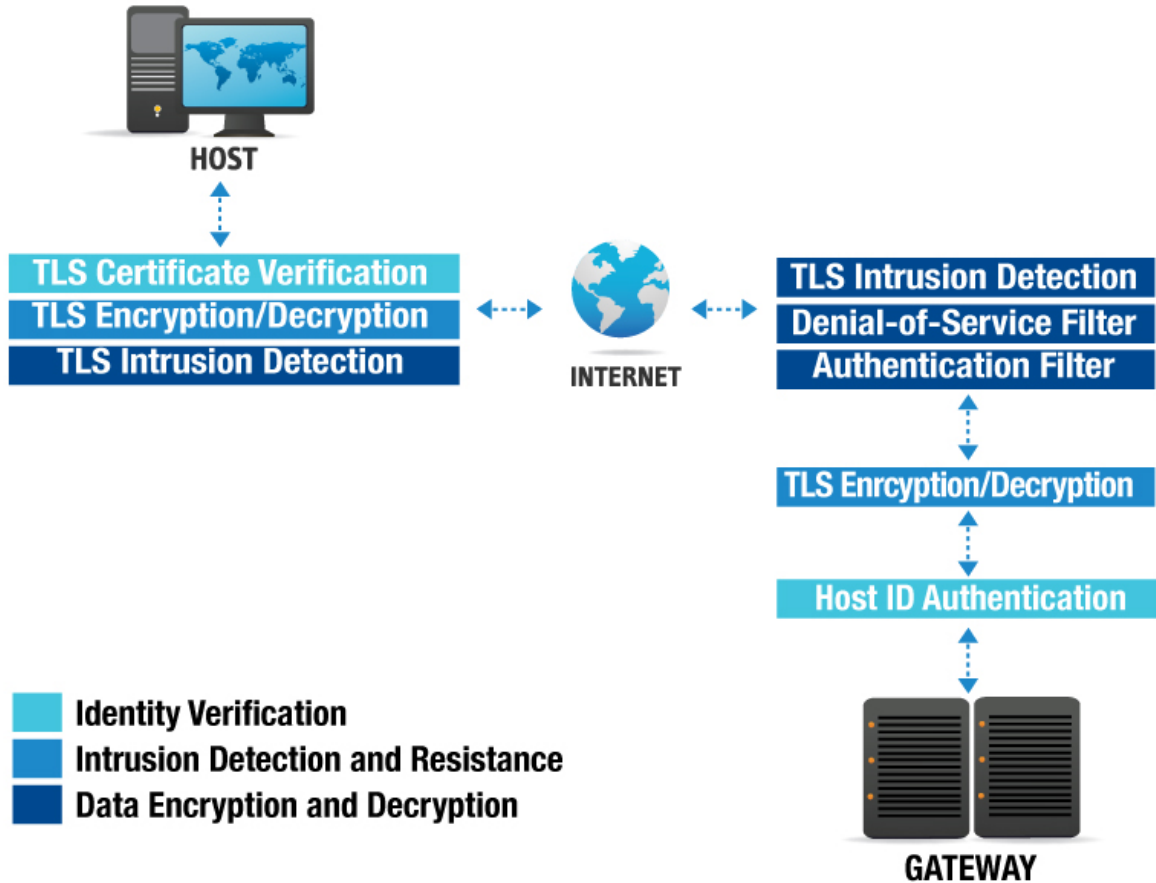 HOST
TLS Certificate Verification
TLS Encryption/Decryption
TLS Intrusion Detection
INTERNET
TLS Intrusion Detection
Denial-of-Service Filter
Authentication Filter
TLS Enrcyption/Decryption
Host ID Authentication
GATEWAY
Identity Verification
Intrusion Detection and Resistance
Data Encryption and Decryption